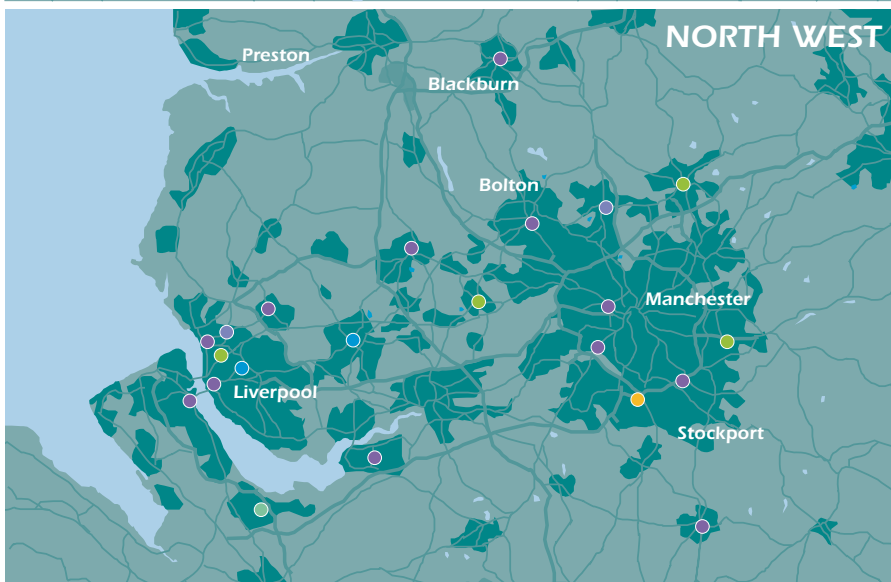 NORTH WEST
Preston
Blackburn
Bolton
Manchester
Liverpool
Stockport